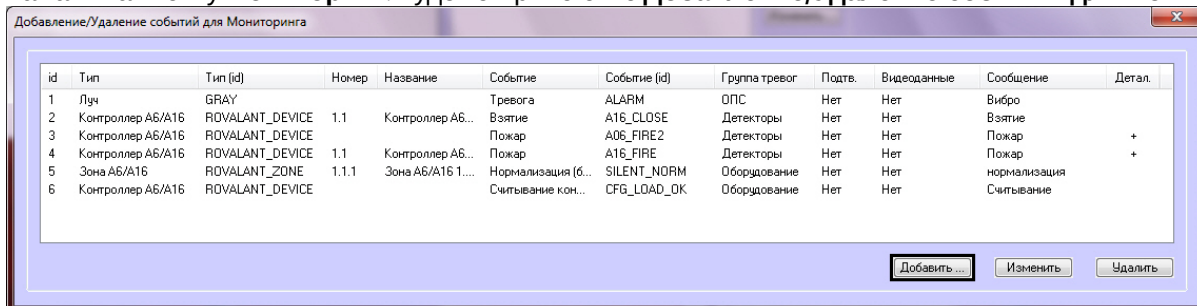 Добавление/Удаление событий для Мониторинга
id Тип Тип (id) Номер Название Событие Событие (id) Группа тревог Подтв. Видеоданные Сообщение Детал.
1 Луч GRAY Тревога ALARM ОПС Нет Нет Вибро
2 Контроллер А6/А16 ROVALANT_DEVICE 1.1 Контроллер А6... Взятие A16_CLOSE Детекторы Нет Нет Взятие
3 Контроллер А6/А16 ROVALANT_DEVICE Пожар A06_FIRE2 Детекторы Нет Нет Пожар +
4 Контроллер А6/А16 ROVALANT_DEVICE 1.1 Контроллер А6... Пожар A16_FIRE Детекторы Нет Нет Пожар +
5 Зона А6/А16 ROVALANT_ZONE 1.1.1 Зона А6/А16 1.... Нормализация (б... SILENT_NORM Оборудование Нет Нет нормализация
6 Контроллер А6/А16 ROVALANT_DEVICE Считывание кон... CFG_LOAD_OK Оборудование Нет Нет Считывание
Добавить ... Изменить Удалить